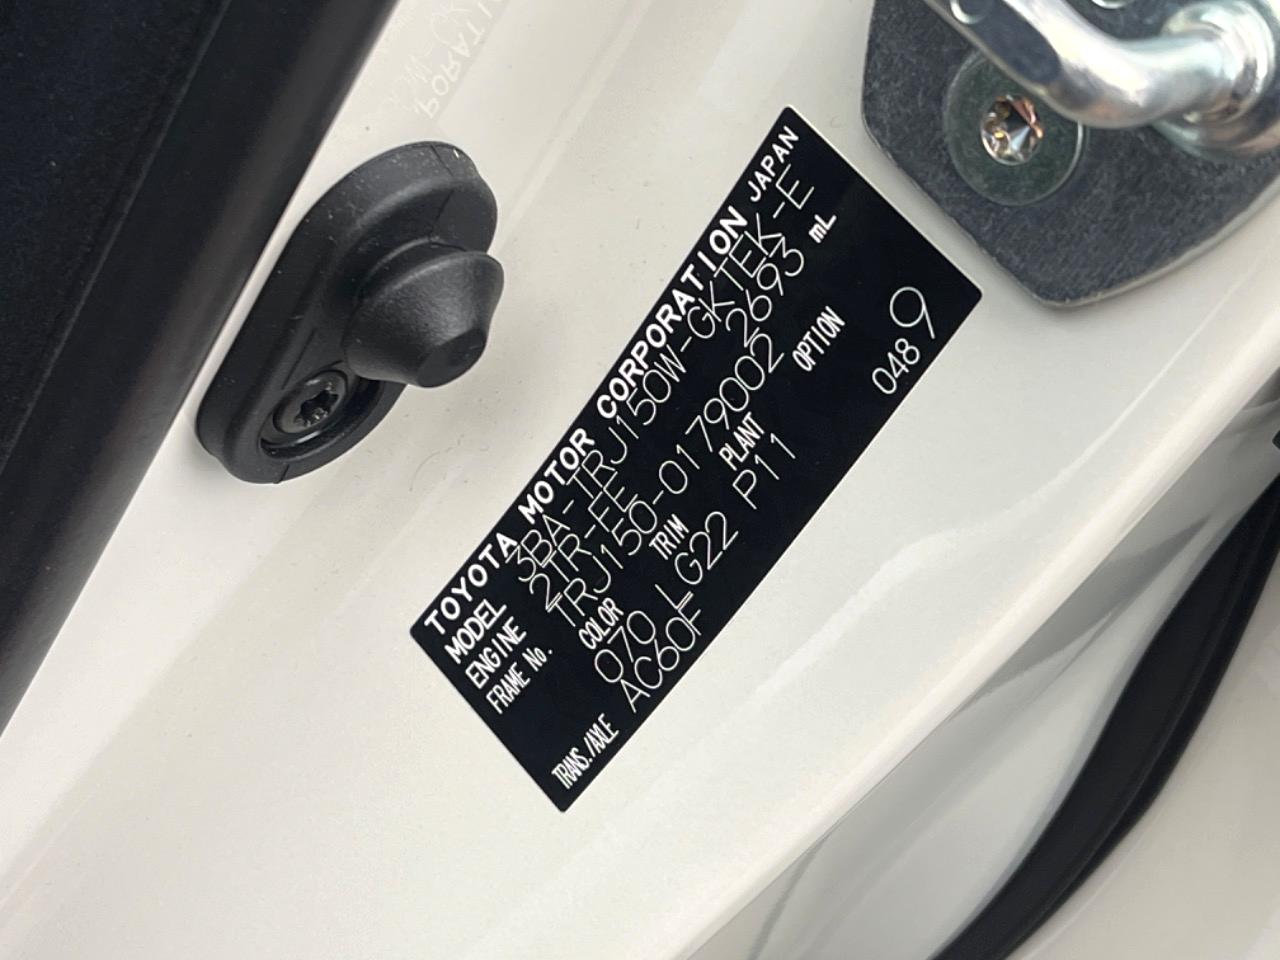 TOYOTA MOTOR CORPORATION JAPAN
MODEL 3BA-TRJ150W-GKTEK-E
ENGINE 2TR-FE 2693 mL
FRAME No. TRJ150-0179002
COLOR TRIM PLANT OPTION
070 LG22 P11
TRANS./AXLE AC60F
0489